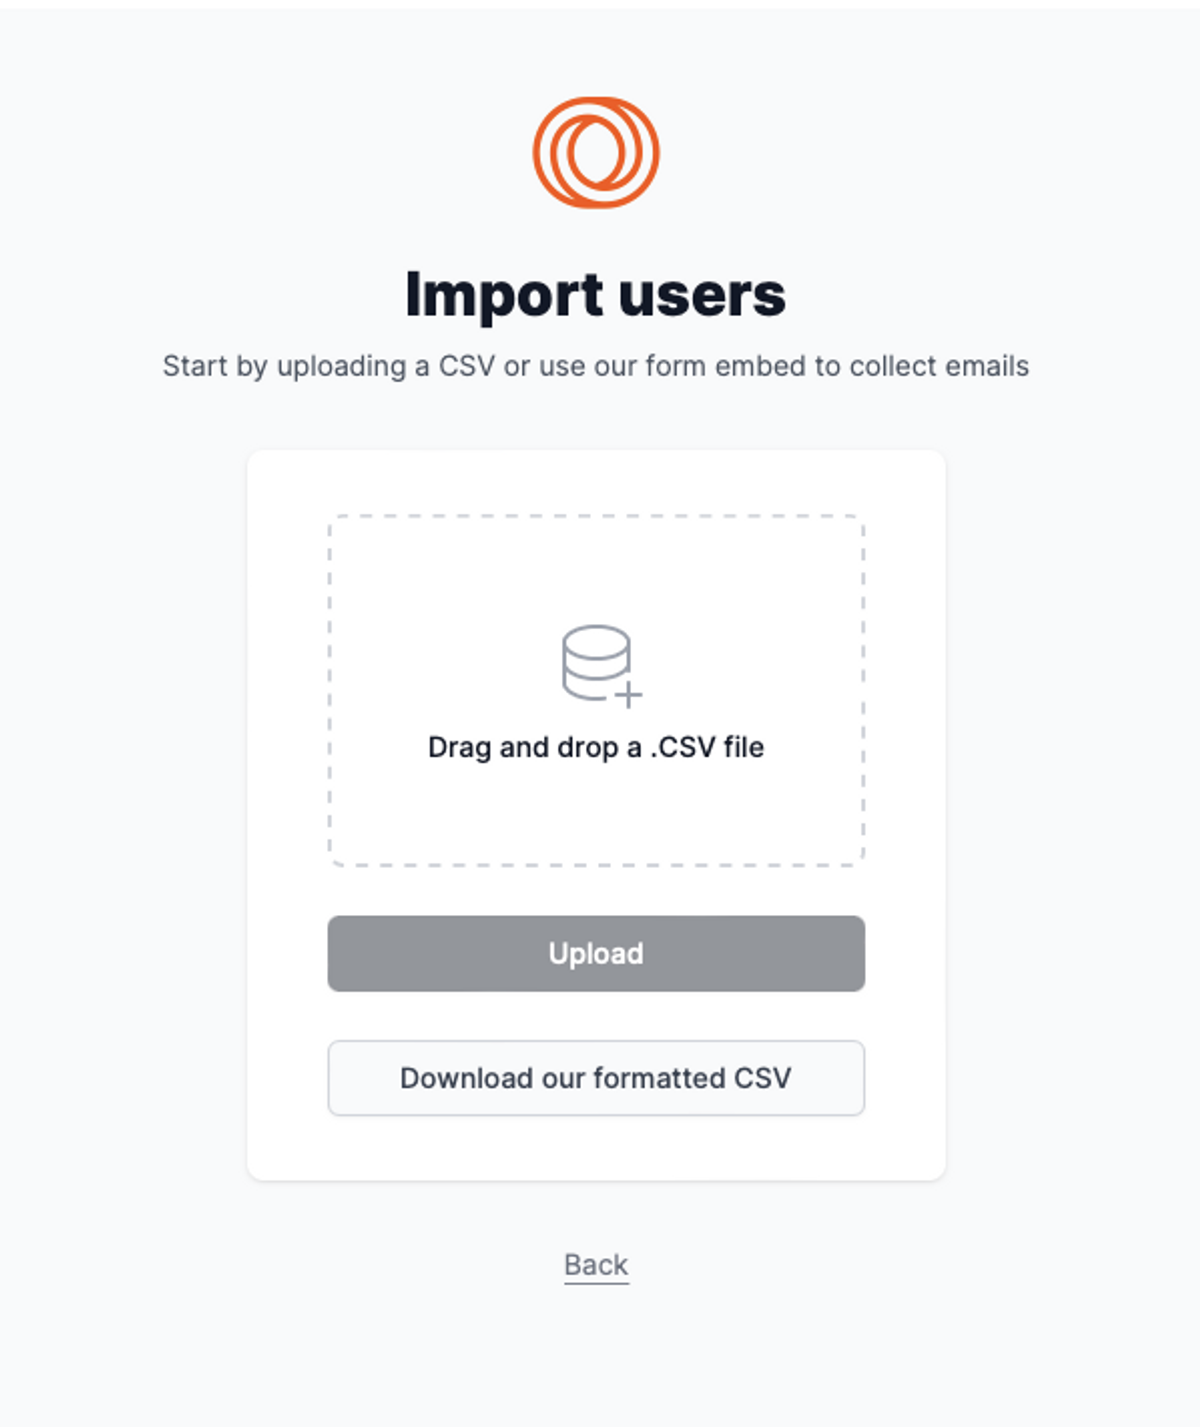 Import users
Start by uploading a CSV or use our form embed to collect emails
Drag and drop a .CSV file
Upload
Download our formatted CSV
Back